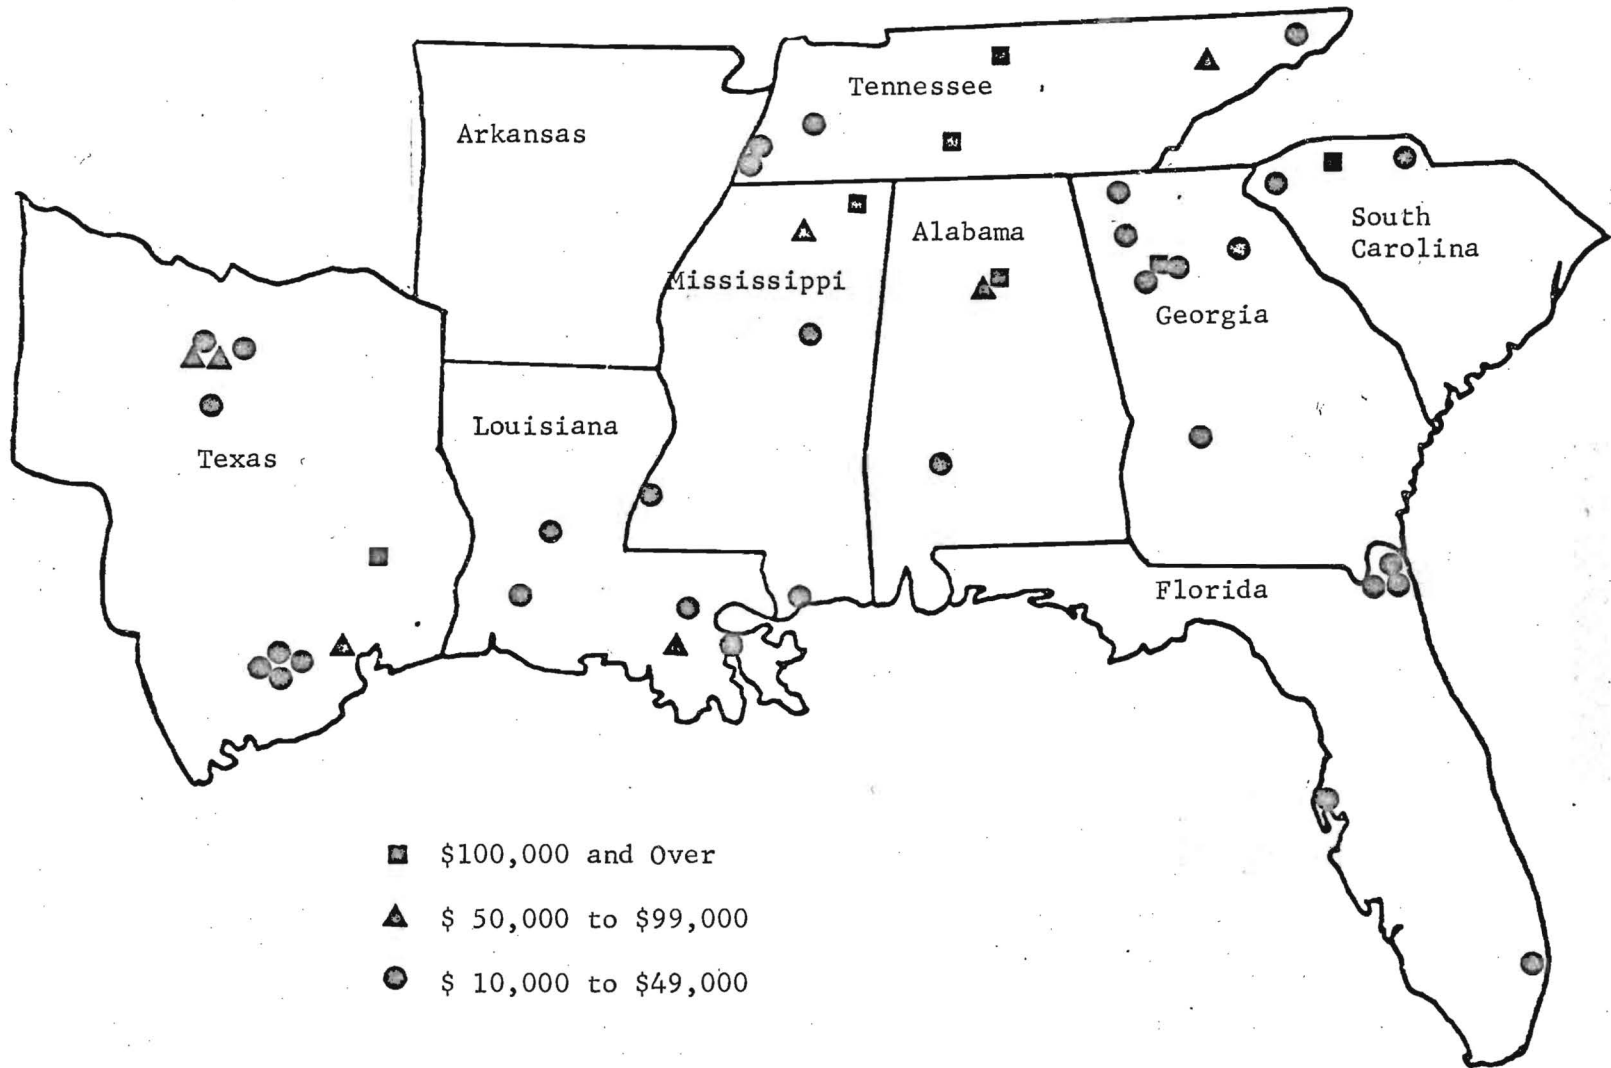 Tennessee
Arkansas
South
Carolina
Alabama
Mississippi
Georgia
Louisiana
Texas
Florida
$100,000 and Over
$ 50,000 to $99,000
$ 10,000 to $49,000